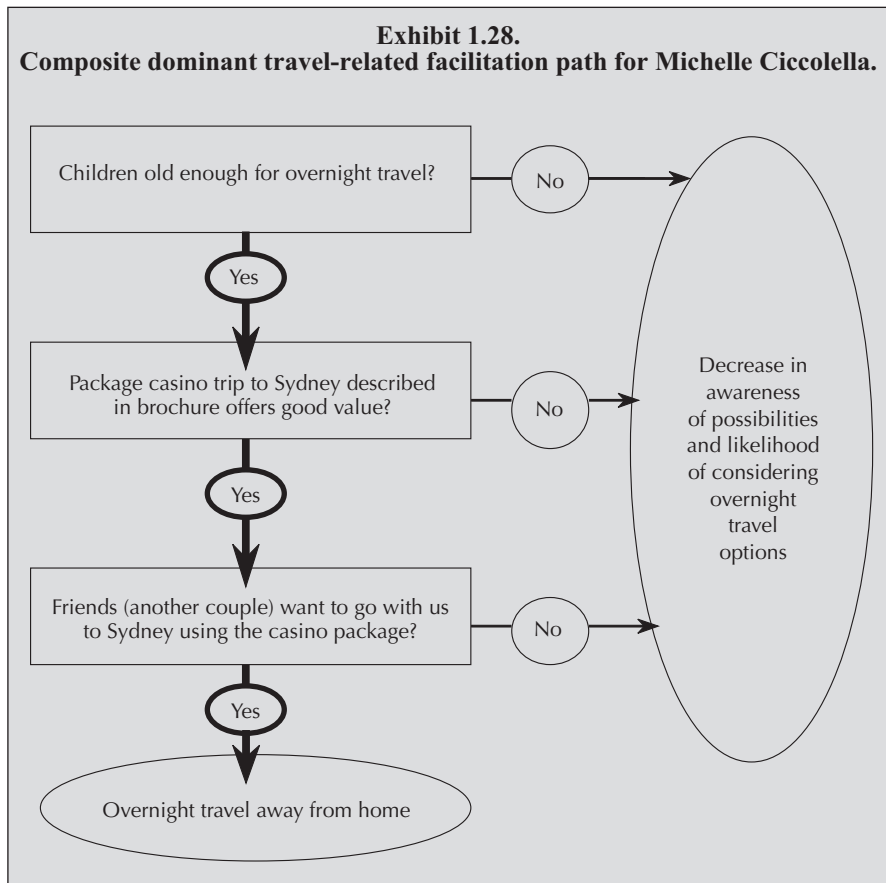 Exhibit 1.28.
Composite dominant travel-related facilitation path for Michelle Ciccolella.
Children old enough for overnight travel?
No
Yes
Package casino trip to Sydney described
in brochure offers good value?
No
Yes
Friends (another couple) want to go with us
to Sydney using the casino package?
No
Yes
Overnight travel away from home
Decrease in
awareness
of possibilities
and likelihood
of considering
overnight
travel
options